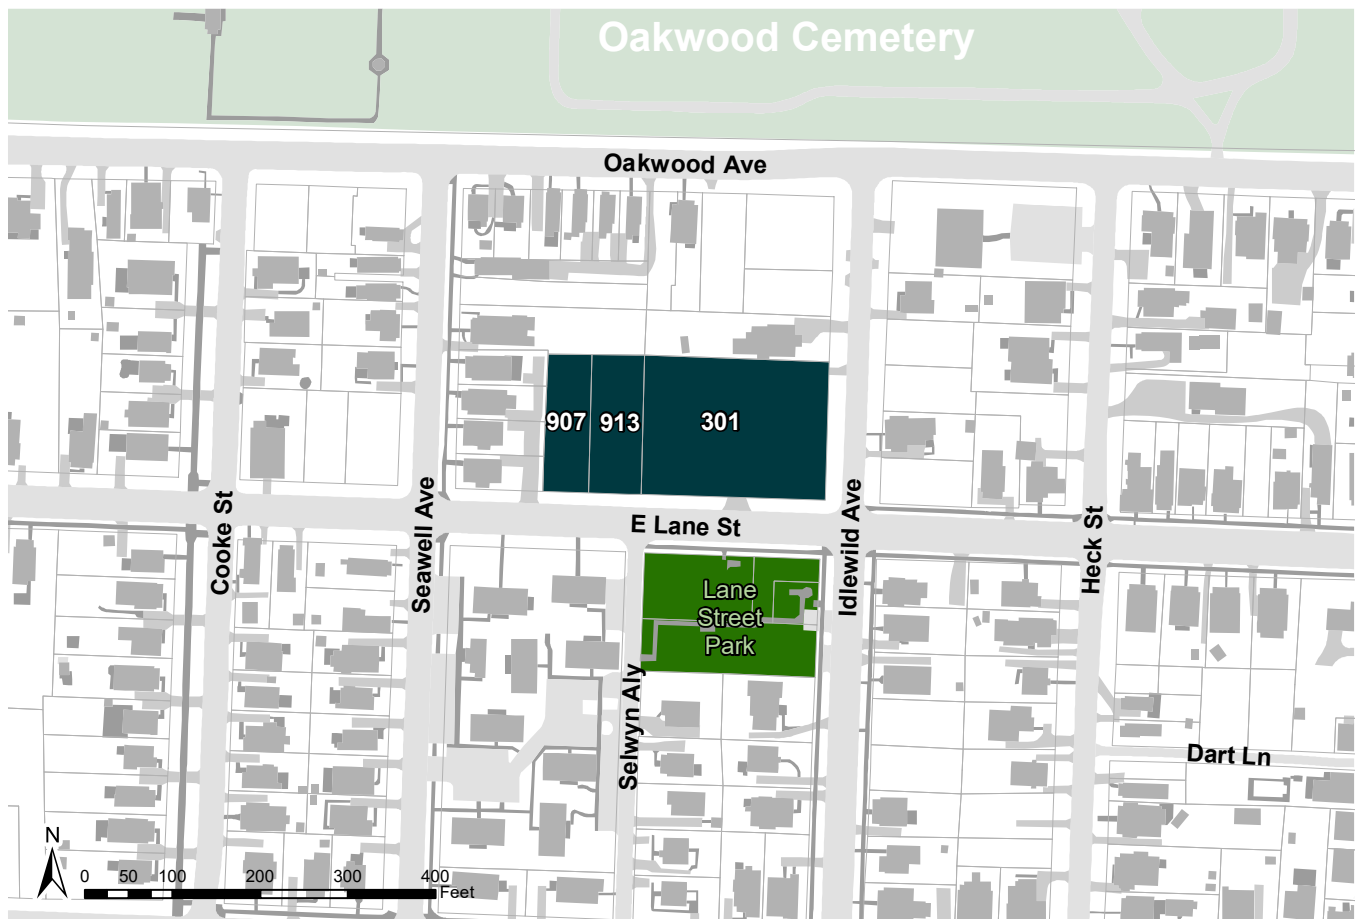 Oakwood Cemetery
Oakwood Ave
907
913
301
E Lane St
Cooke St
Seawell Ave
Idlewild Ave
Heck St
Lane
Street
Park
Selwyn Aly
Dart Ln
N
0 50 100 200 300 400
Feet